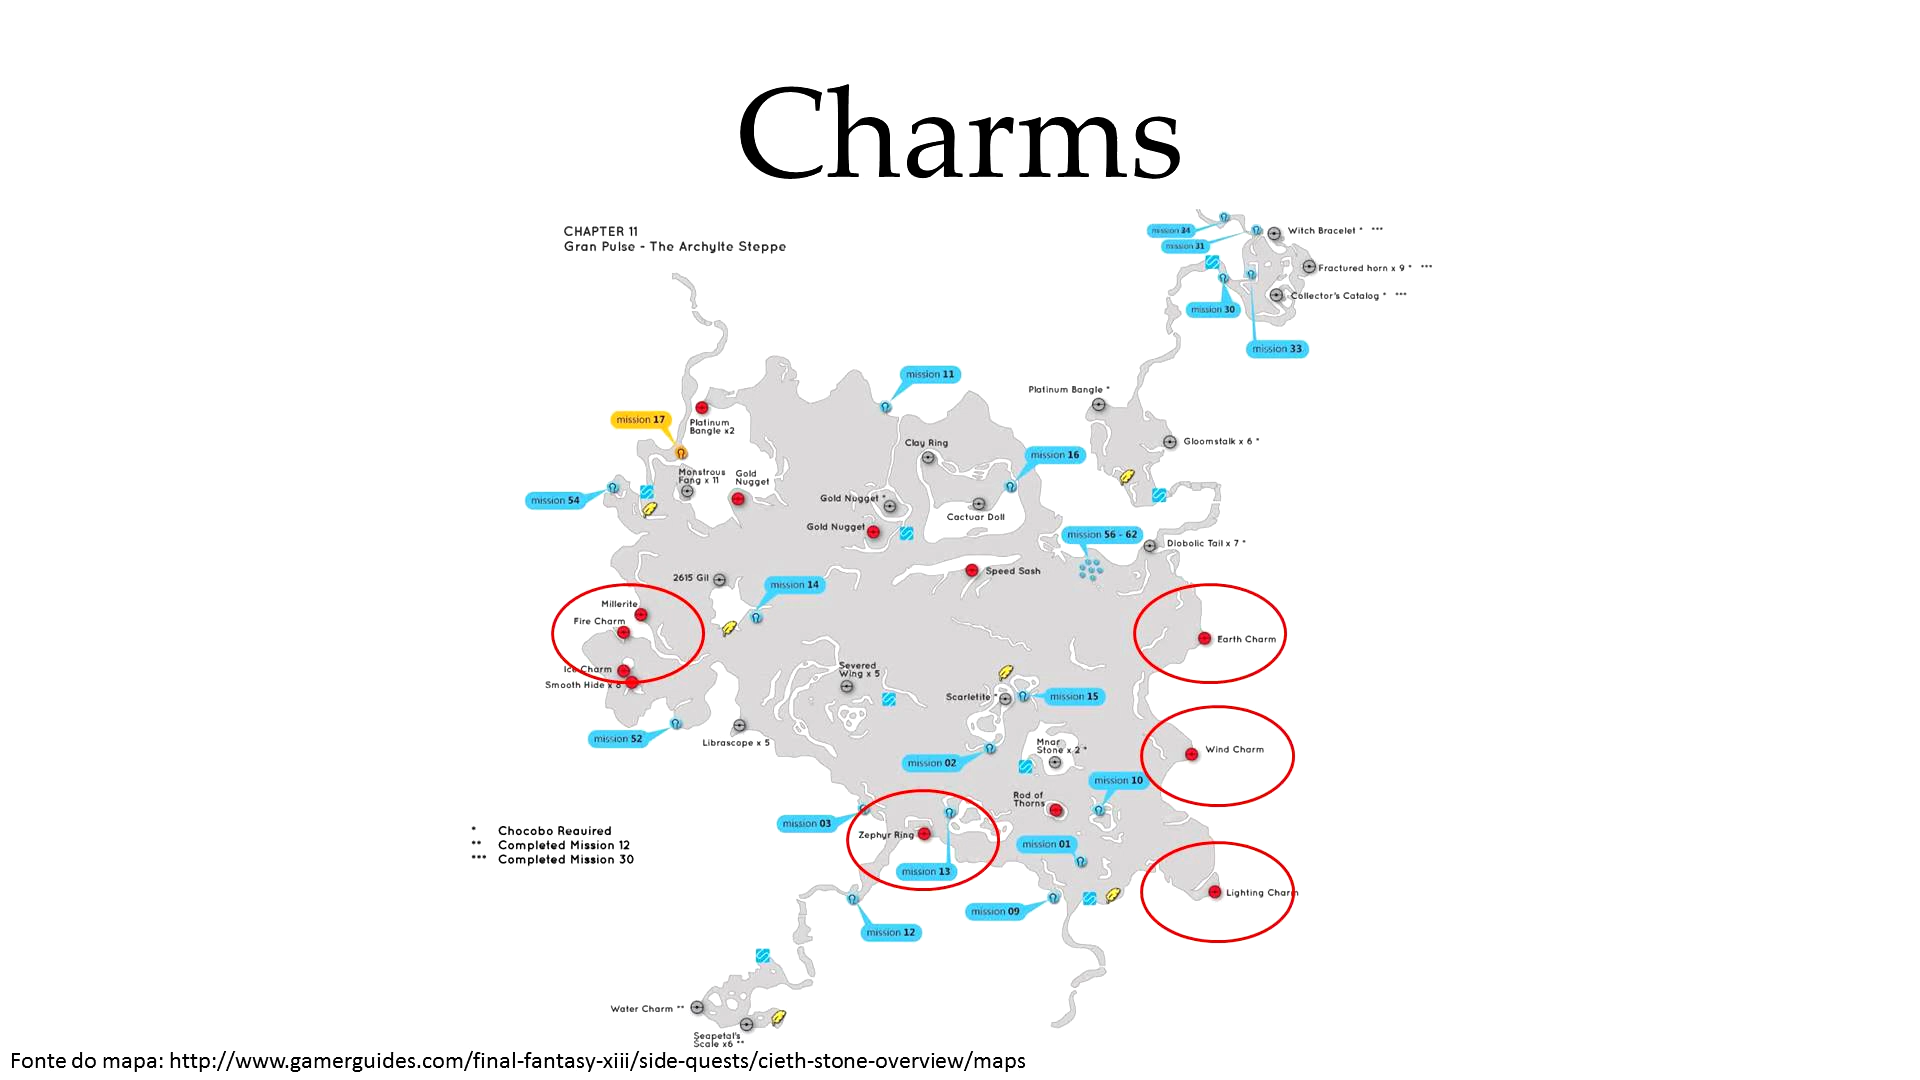 Charms
CHAPTER 11
Gran Pulse - The Archylte Steppe
mission 34
mission 31
Witch Bracelet * ***
Fractured horn x 9 * ***
Collector's Catalog * ***
mission 30
mission 33
mission 11
Platinum Bangle *
mission 17
Platinum
Bangle x2
Clay Ring
Gloomstalk x 6 *
mission 16
Monstrous
Fang x 11
Gold
Nugget
mission 54
Gold Nugget *
Cactuar Doll
Gold Nugget
mission 56 - 62
Diobolic Tail x 7 *
Speed Sash
2615 Gil
mission 14
Millerite
Fire Charm
Earth Charm
Ice Charm
Smooth Hide x 8
Severed
Wing x 5
Scarletite *
mission 15
mission 52
Librascope x 5
Mnar
Stone x 2 *
Wind Charm
mission 02
mission 10
Rod of
Thorns
mission 03
Zephyr Ring
mission 01
* Chocobo Reauired
** Completed Mission 12
*** Completed Mission 30
mission 13
Lighting Charm
mission 09
mission 12
Water Charm **
Seapetal's
Scale x6 **
Fonte do mapa: http://www.gamerguides.com/final-fantasy-xiii/side-quests/cieth-stone-overview/maps